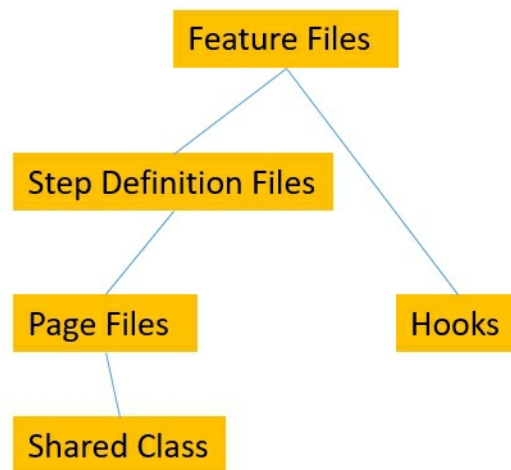 Feature Files
Step Definition Files
Page Files
Hooks
Shared Class